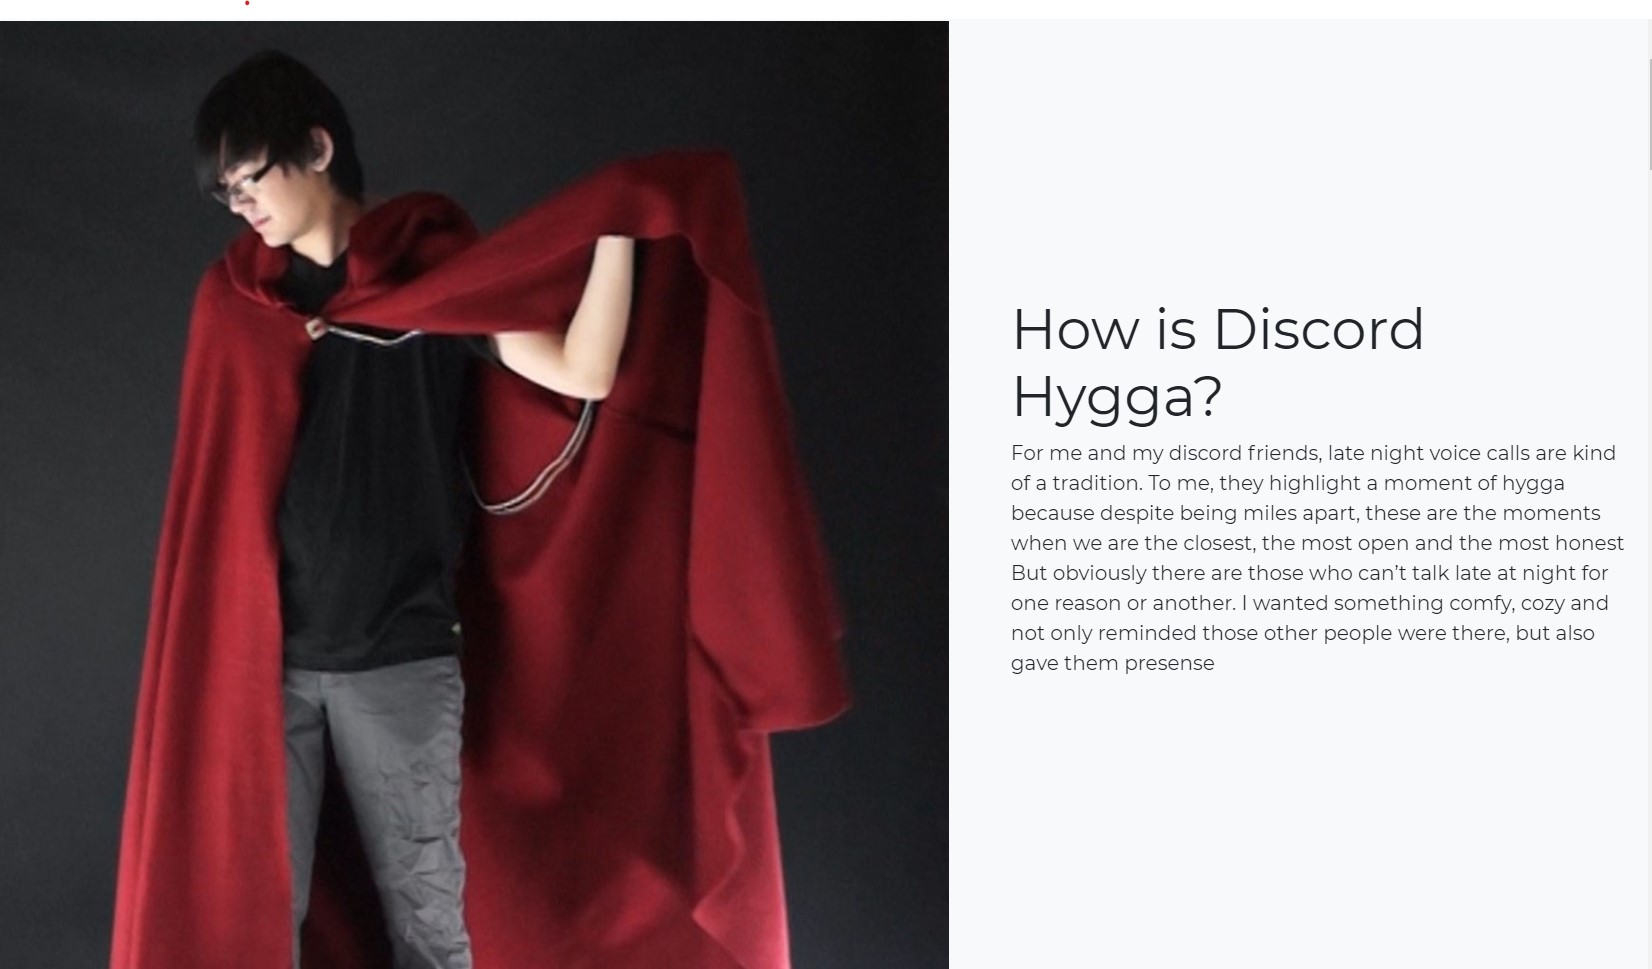 How is Discord
Hygga?
For me and my discord friends, late night voice calls are kind
of a tradition. To me, they highlight a moment of hygga
because despite being miles apart, these are the moments
when we are the closest, the most open and the most honest
But obviously there are those who can’t talk late at night for
one reason or another. I wanted something comfy, cozy and
not only reminded those other people were there, but also
gave them presense